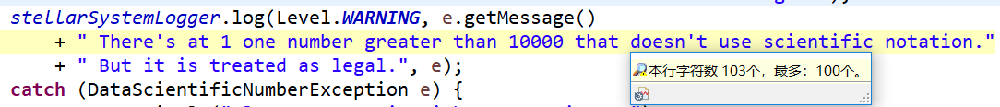 stellarSystemLogger.log(Level.WARNING, e.getMessage()
+ " There's at 1 one number greater than 10000 that doesn't use scientific notation."
+ " But it is treated as legal.", e);
本行字符数 103个，最多：100个。
catch (DataScientificNumberException e) {